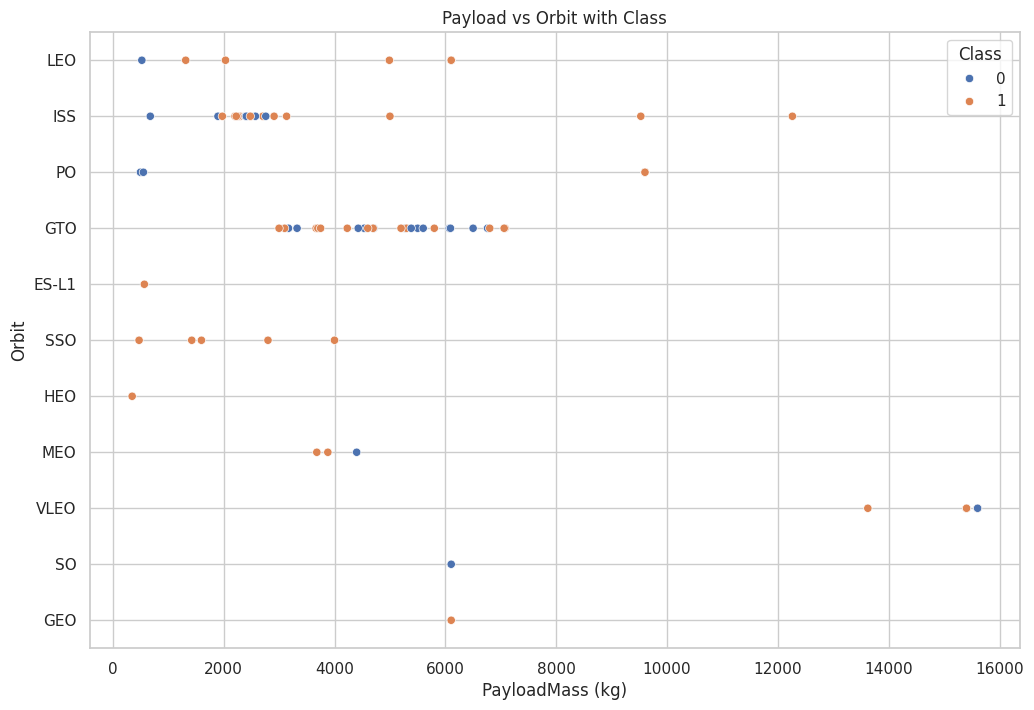 Payload vs Orbit with Class
Class
0
1
LEO
ISS
PO
GTO
ES-L1
SSO
HEO
MEO
VLEO
SO
GEO
Orbit
0 2000 4000 6000 8000 10000 12000 14000 16000
PayloadMass (kg)